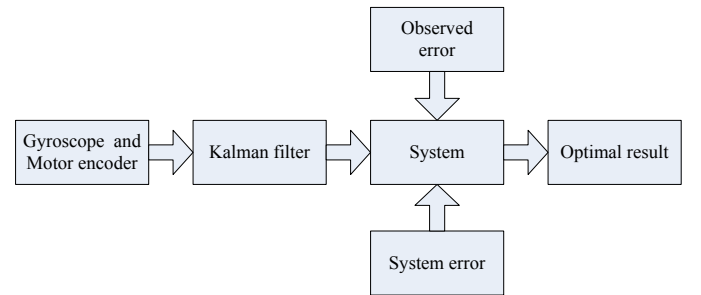 Observed
error
Gyroscope and
Motor encoder
Kalman filter
System
Optimal result
System error